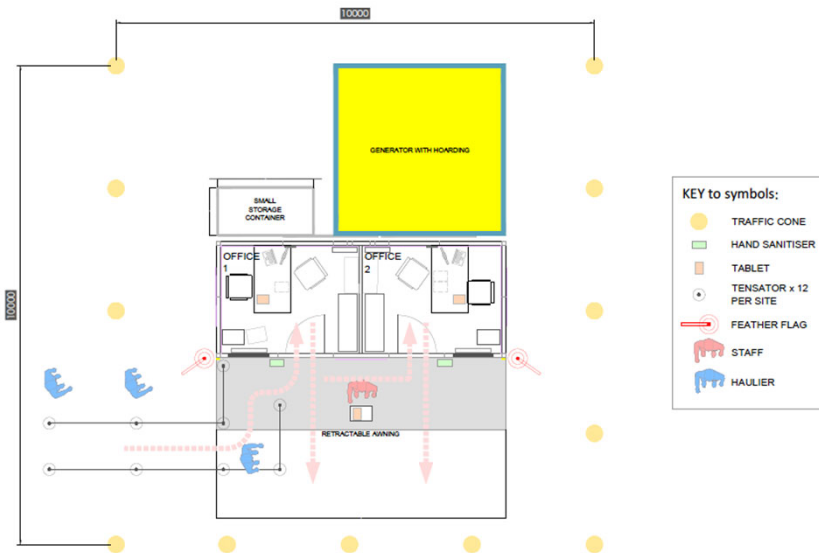 10000
10000
GENERATOR WITH HOARDING
SMALL
STORAGE
CONTAINER
OFFICE
1
OFFICE
2
RETRACTABLE AWNING
KEY to symbols:
TRAFFIC CONE
HAND SANITISER
TABLET
TENSATOR x 12
PER SITE
FEATHER FLAG
STAFF
HAULIER